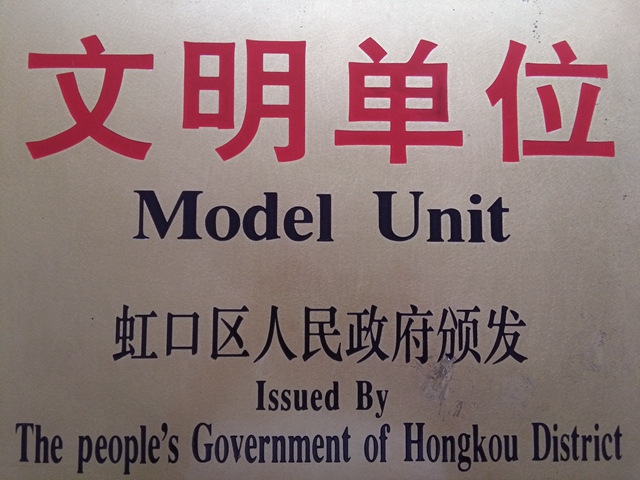 文明单位
Model Unit
虹口区人民政府颁发
Issued By
The people's Government of Hongkou District